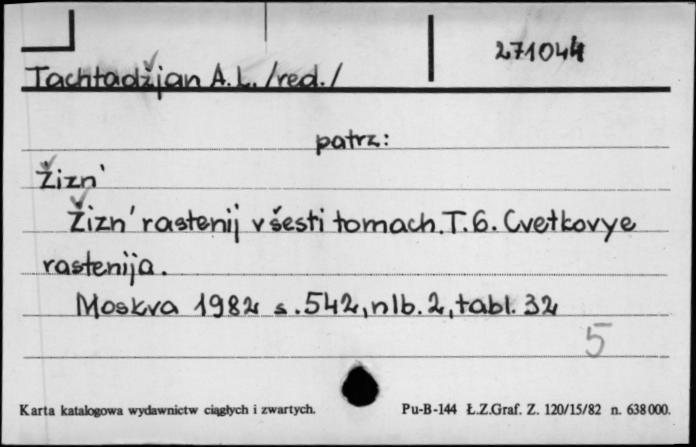 271044
Tachtadžjan A.L. /red./
patrz:
Žizn'
Žizn' rastenij v šesti tomach. T. 6. Cvetkovye
rastenija.
Moskva 1982 s. 542, nlb. 2, tabl. 32
5
Karta katalogowa wydawnictw ciągłych i zwartych. Pu-B-144 Ł.Z.Graf. Z. 120/15/82 n. 638000.